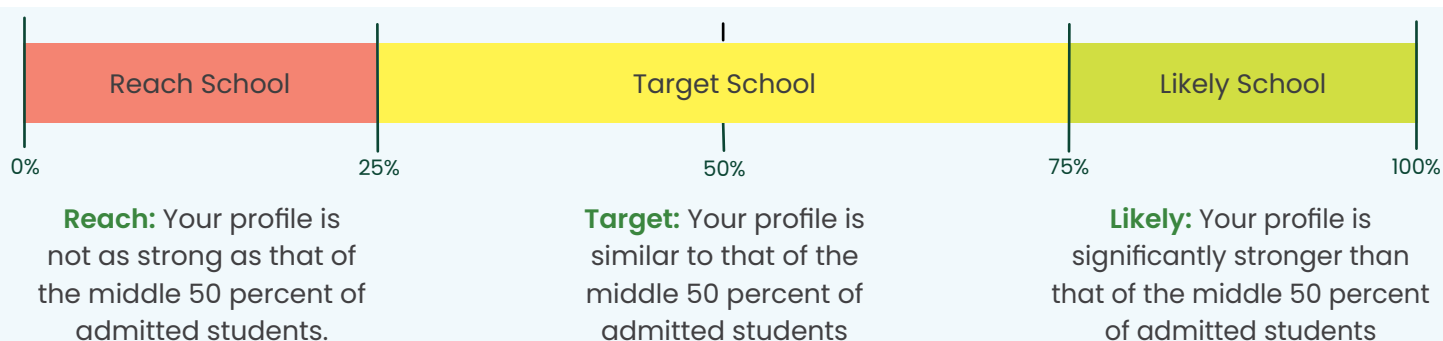 Reach School
Target School
Likely School
0%
25%
50%
75%
100%
Reach: Your profile is
not as strong as that of
the middle 50 percent of
admitted students.
Target: Your profile is
similar to that of the
middle 50 percent of
admitted students
Likely: Your profile is
significantly stronger than
that of the middle 50 percent
of admitted students